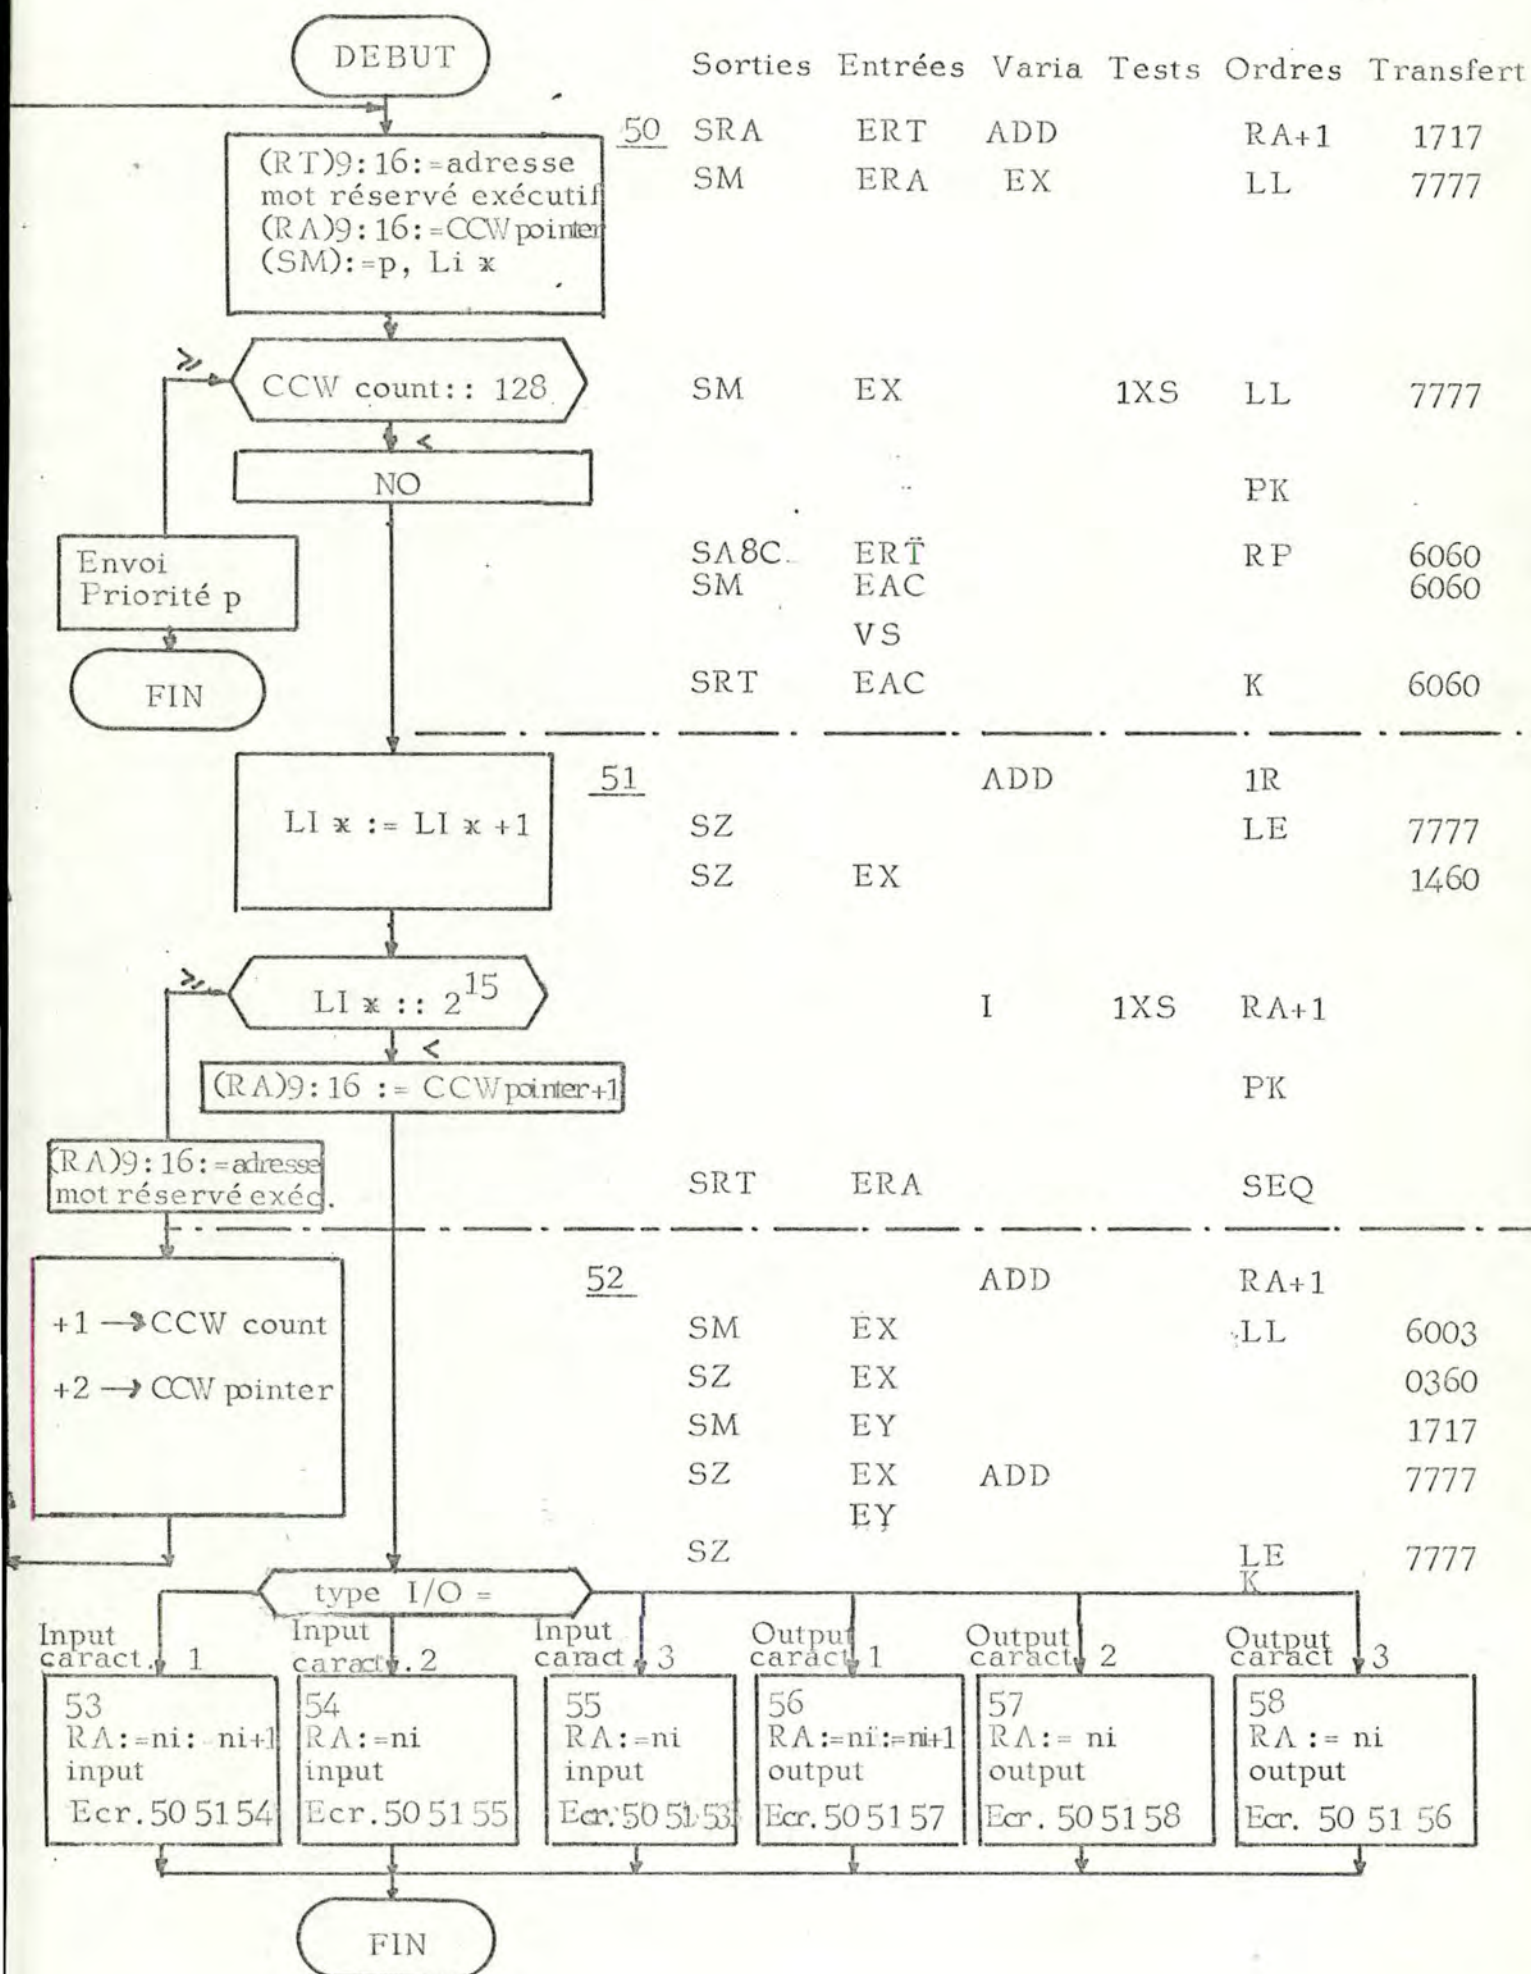 DEBUT
Sorties Entrées Varia Tests Ordres Transfert
50 SRA ERT ADD RA+1 1717
SM ERA EX LL 7777
(RT)9:16:=adresse
mot réservé exécutif
(RA)9:16:=CCW pointer
(SM):=p, Li x
≥
CCW count:: 128
SM EX 1XS LL 7777
<
NO
PK
Envoi
Priorité p
SA8C ERT RP 6060
SM EAC 6060
VS
SRT EAC K 6060
FIN
51 ADD 1R
LI x := LI x +1
SZ LE 7777
SZ EX 1460
≥
LI x :: 2^15
I 1XS RA+1
<
(RA)9:16 := CCW pointer+1
PK
(RA)9:16:=adresse
mot réservé exéc.
SRT ERA SEQ
52 ADD RA+1
+1 → CCW count
SM EX LL 6003
+2 → CCW pointer
SZ EX 0360
SM EY 1717
SZ EX ADD 7777
EY
SZ LE 7777
K
type I/O =
Input
caract. 1
Input
caract. 2
Input
caract 3
Output
caract 1
Output
caract 2
Output
caract 3
53
RA:=ni: ni+1
input
Ecr. 50 51 54
54
RA:=ni
input
Ecr. 50 51 55
55
RA:=ni
input
Ecr. 50 51 53
56
RA:=ni:=ni+1
output
Ecr. 50 51 57
57
RA:= ni
output
Ecr. 50 51 58
58
RA := ni
output
Ecr. 50 51 56
FIN